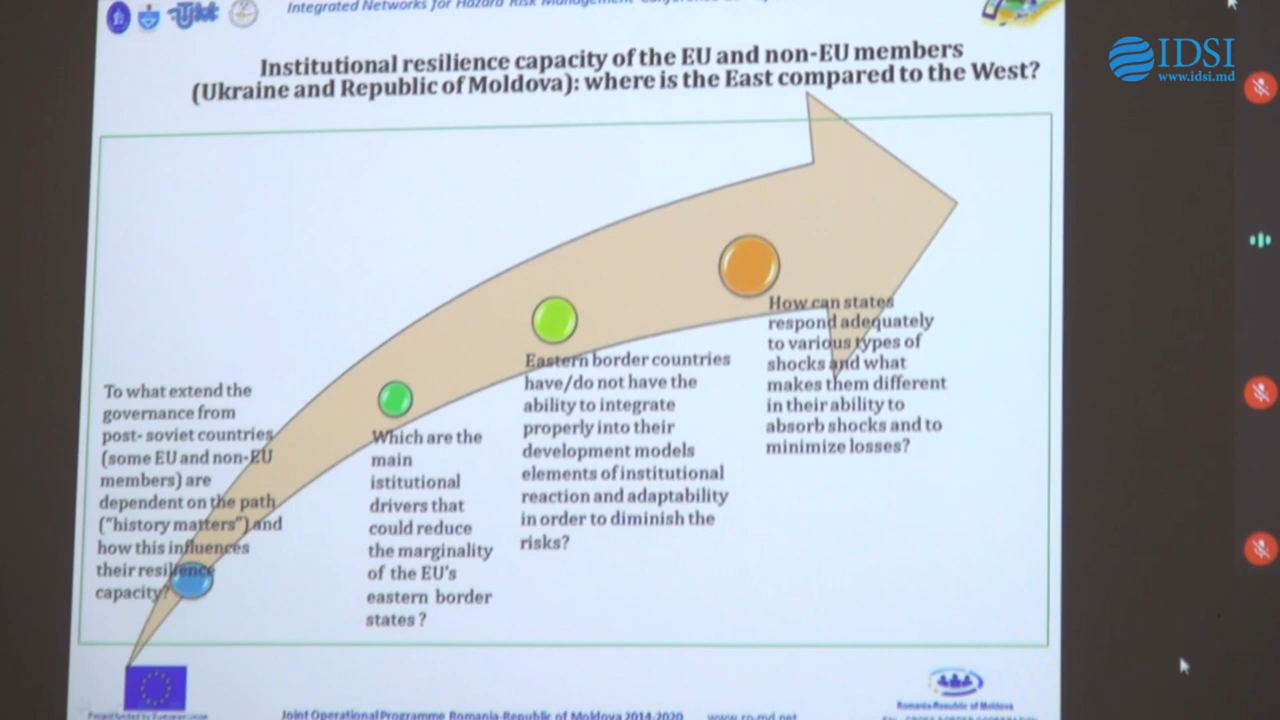 Integrated Networks for Hazard Risk Management
IDSI
www.idsi.md
Institutional resilience capacity of the EU and non-EU members
(Ukraine and Republic of Moldova): where is the East compared to the West?
To what extend the
governance from
post- soviet countries
(some EU and non-EU
members) are
dependent on the path
("history matters") and
how this influences
their resilience
capacity?
Which are the
main
istitutional
drivers that
could reduce
the marginality
of the EU's
eastern border
states ?
Eastern border countries
have/do not have the
ability to integrate
properly into their
development models
elements of institutional
reaction and adaptability
in order to diminish the
risks?
How can states
respond adequately
to various types of
shocks and what
makes them different
in their ability to
absorb shocks and to
minimize losses?
Project funded by European Union
Joint Operational Programme Romania-Republic of Moldova 2014-2020
www.ro-md.net
Romania-Republic of Moldova